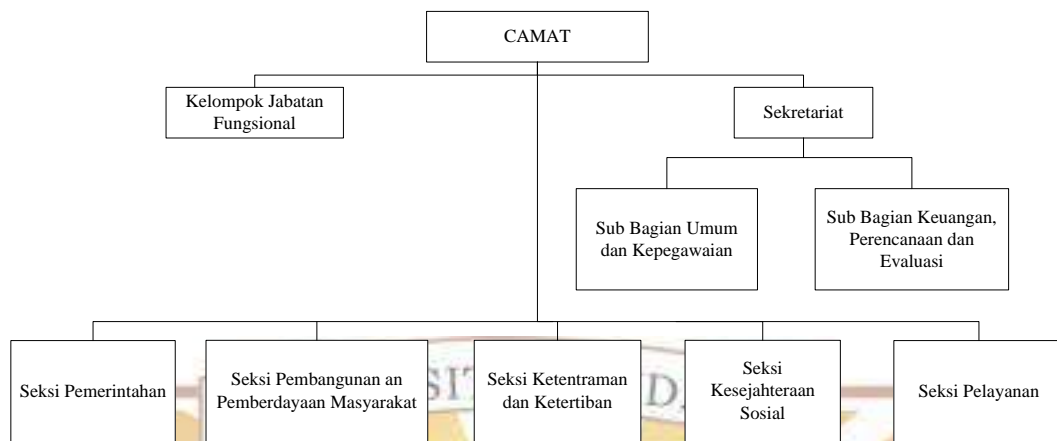 CAMAT
Kelompok Jabatan
Fungsional
Sekretariat
Sub Bagian Umum
dan Kepegawaian
Sub Bagian Keuangan,
Perencanaan dan
Evaluasi
Seksi Pemerintahan
Seksi Pembangunan an
Pemberdayaan Masyarakat
Seksi Ketentraman
dan Ketertiban
Seksi
Kesejahteraan
Sosial
Seksi Pelayanan